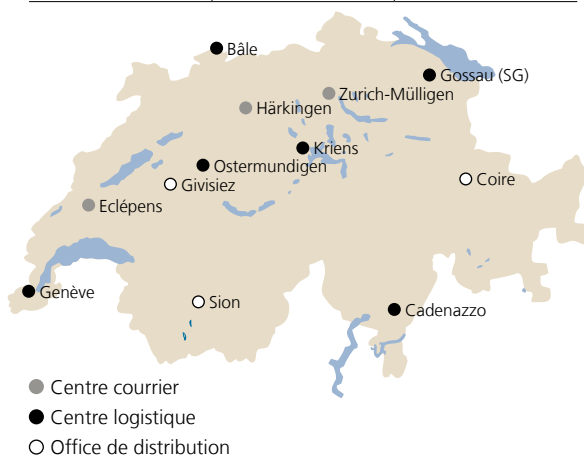 Bâle
Gossau (SG)
Zurich-Mülligen
Härkingen
Kriens
Ostermundigen
Coire
Givisiez
Eclépens
Genève
Sion
Cadenazzo
Centre courrier
Centre logistique
Office de distribution